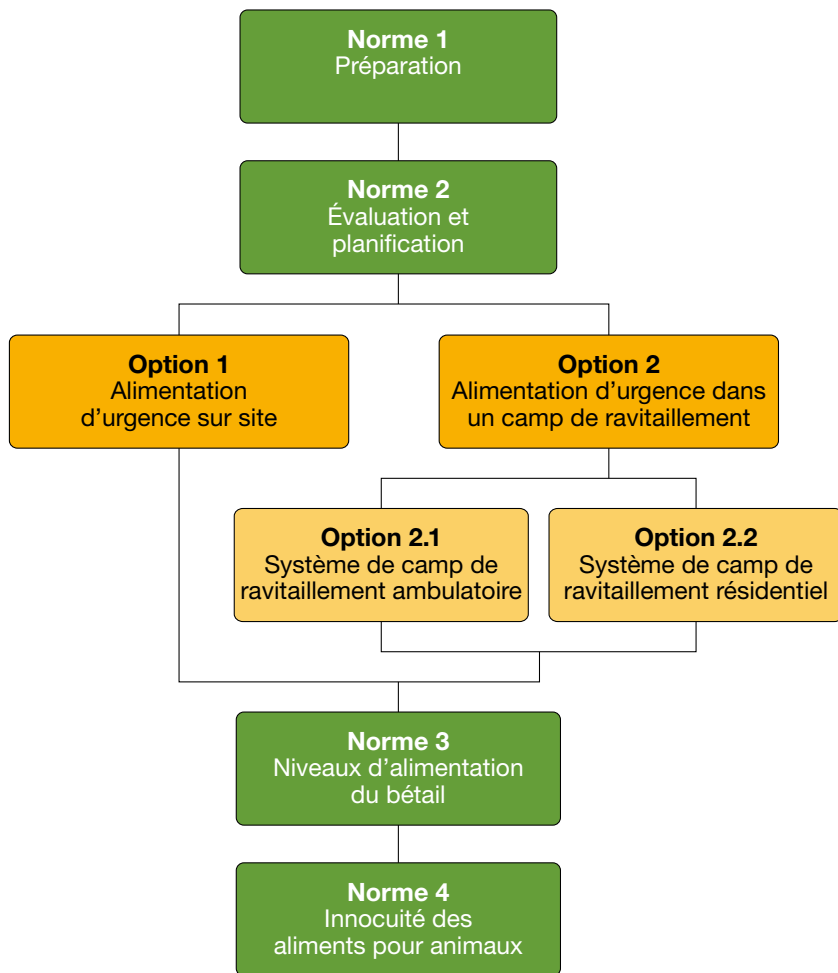 Norme 1
Préparation
Norme 2
Évaluation et
planification
Option 1
Alimentation
d’urgence sur site
Option 2
Alimentation d’urgence dans
un camp de ravitaillement
Option 2.1
Système de camp de
ravitaillement ambulatoire
Option 2.2
Système de camp de
ravitaillement résidentiel
Norme 3
Niveaux d’alimentation
du bétail
Norme 4
Innocuité des
aliments pour animaux